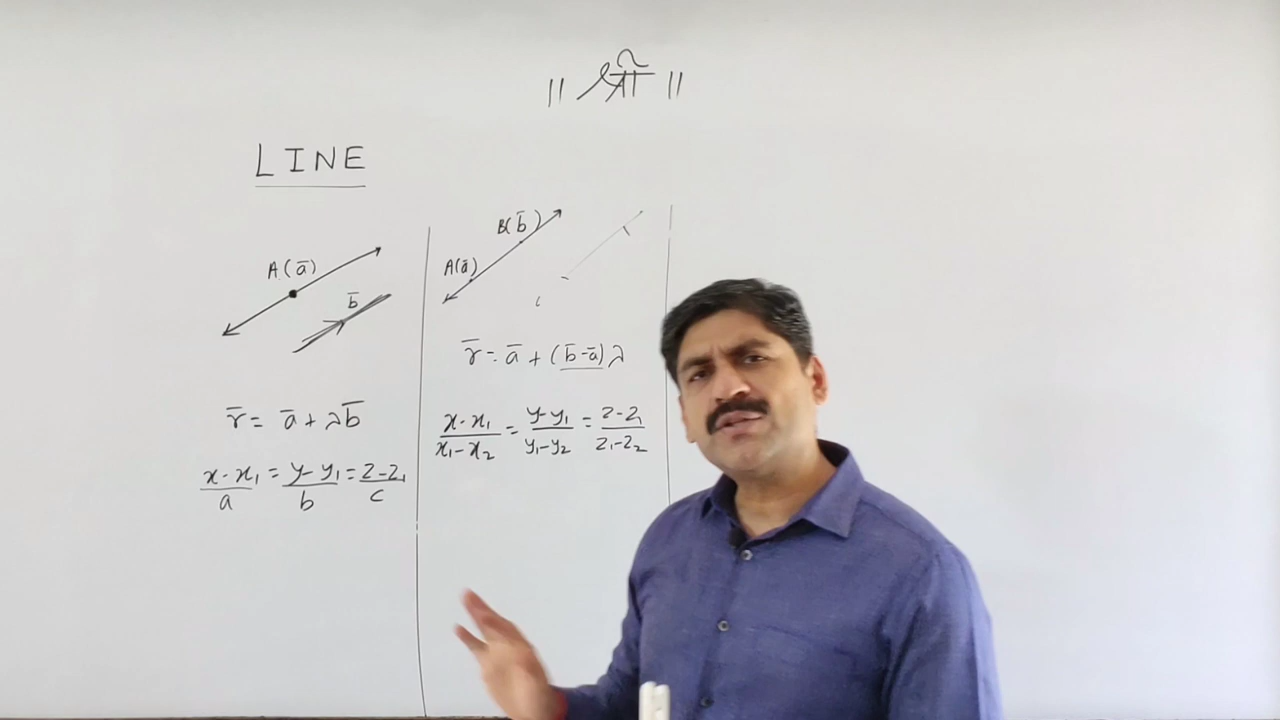 || श्री ||
LINE
A(a̅)
b̅
r̅ = a̅ + λb̅
x-x₁/a = y-y₁/b = z-z₁/c
B(b̅)
A(a̅)
r̅ = a̅ + (b̅-a̅)λ
x-x₁/x₁-x₂ = y-y₁/y₁-y₂ = z-z₁/z₁-z₂